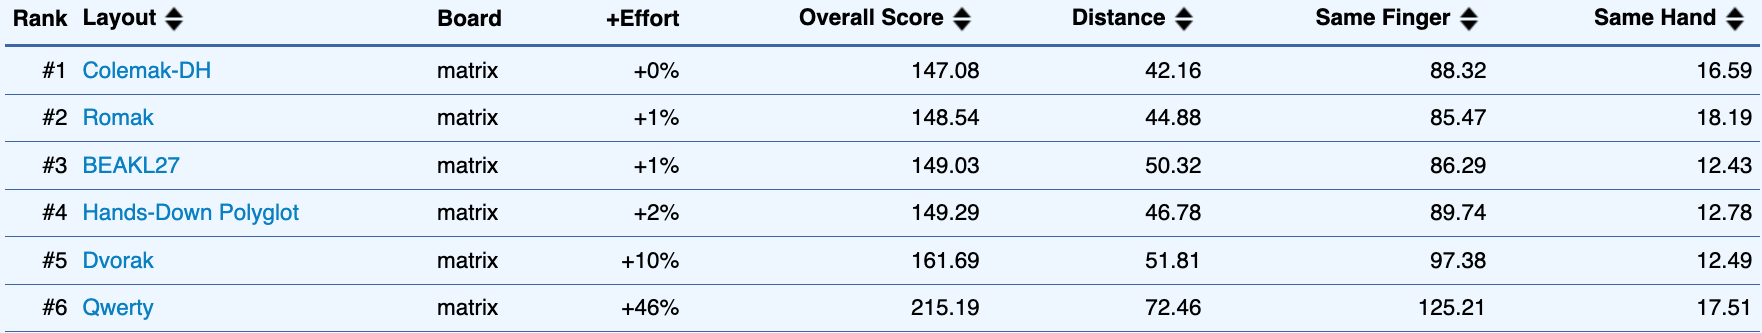 Rank Layout Board +Effort Overall Score Distance Same Finger Same Hand
#1 Colemak-DH matrix +0% 147.08 42.16 88.32 16.59
#2 Romak matrix +1% 148.54 44.88 85.47 18.19
#3 BEAKL27 matrix +1% 149.03 50.32 86.29 12.43
#4 Hands-Down Polyglot matrix +2% 149.29 46.78 89.74 12.78
#5 Dvorak matrix +10% 161.69 51.81 97.38 12.49
#6 Qwerty matrix +46% 215.19 72.46 125.21 17.51